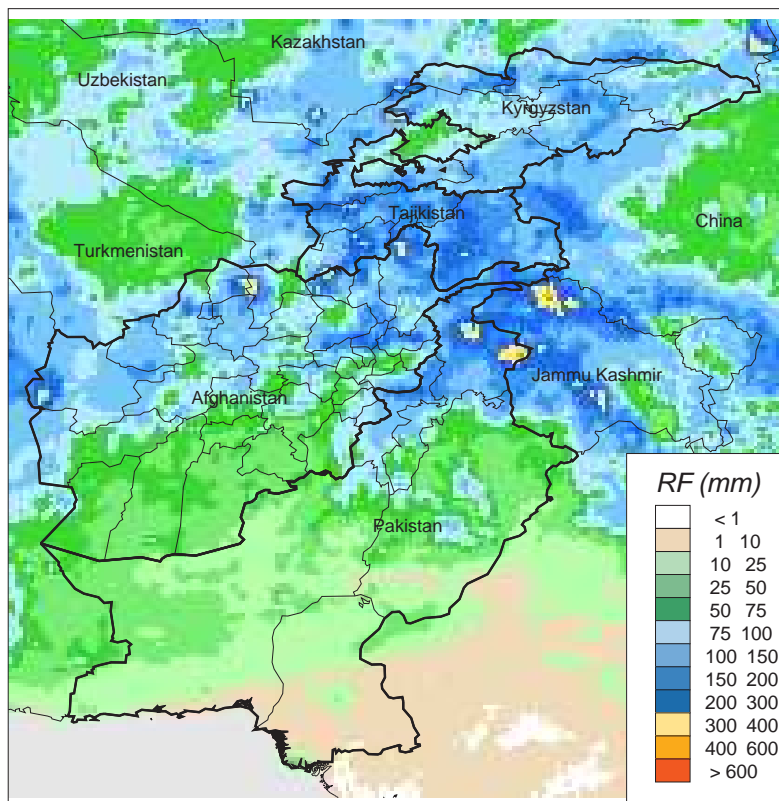 Kazakhstan
Uzbekistan
Kyrgyzstan
Tajikistan
China
Turkmenistan
Jammu Kashmir
Afghanistan
Pakistan
RF (mm)
< 1
1 10
10 25
25 50
50 75
75 100
100 150
150 200
200 300
300 400
400 600
> 600